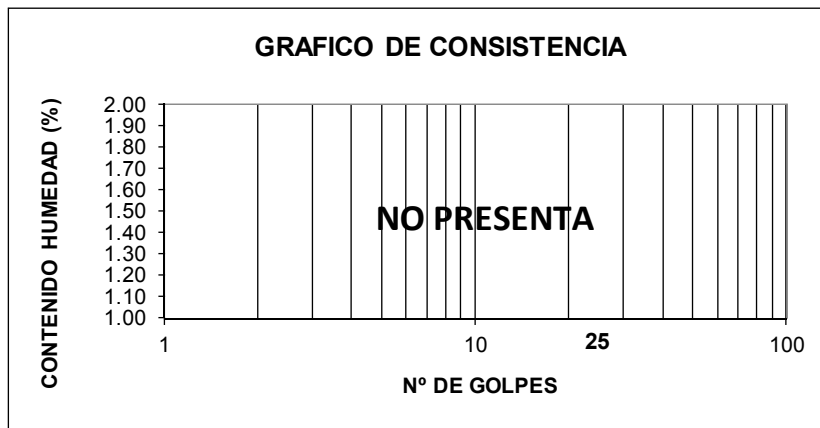 GRAFICO DE CONSISTENCIA
CONTENIDO HUMEDAD (%)
2.00
1.90
1.80
1.70
1.60
1.50
1.40
1.30
1.20
1.10
1.00
NO PRESENTA
1 10 25 100
Nº DE GOLPES